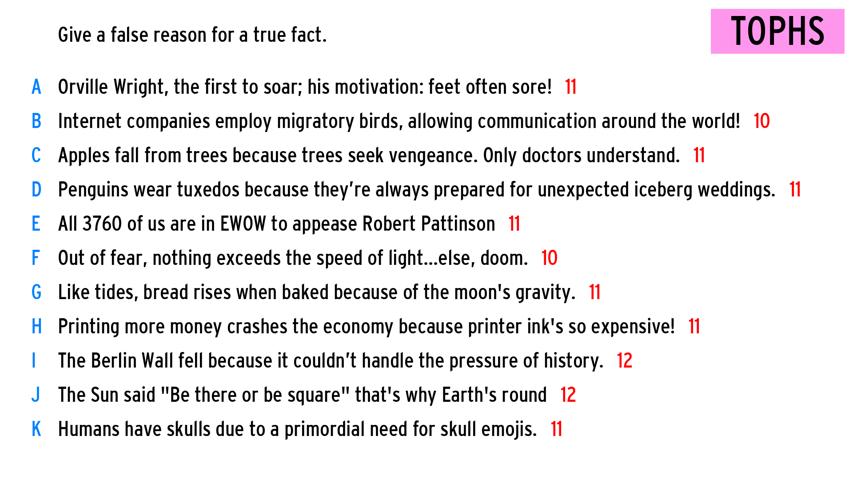 Give a false reason for a true fact.
TOPHS
A Orville Wright, the first to soar; his motivation: feet often sore! 11
B Internet companies employ migratory birds, allowing communication around the world! 10
C Apples fall from trees because trees seek vengeance. Only doctors understand. 11
D Penguins wear tuxedos because they're always prepared for unexpected iceberg weddings. 11
E All 3760 of us are in EWOW to appease Robert Pattinson 11
F Out of fear, nothing exceeds the speed of light...else, doom. 10
G Like tides, bread rises when baked because of the moon's gravity. 11
H Printing more money crashes the economy because printer ink's so expensive! 11
I The Berlin Wall fell because it couldn't handle the pressure of history. 12
J The Sun said "Be there or be square" that's why Earth's round 12
K Humans have skulls due to a primordial need for skull emojis. 11